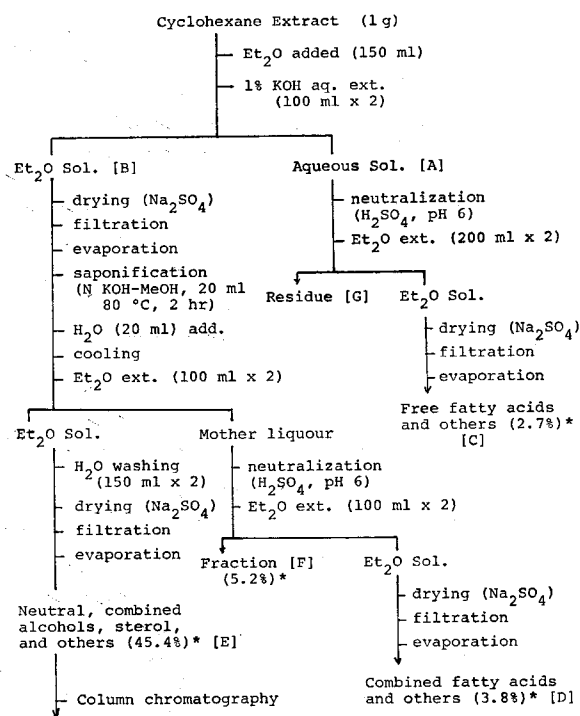 Cyclohexane Extract (1 g)
Et2O added (150 ml)
1% KOH aq. ext.
(100 ml x 2)
Et2O Sol. [B]
drying (Na2SO4)
filtration
evaporation
saponification
(N KOH-MeOH, 20 ml
80 °C, 2 hr)
H2O (20 ml) add.
cooling
Et2O ext. (100 ml x 2)
Aqueous Sol. [A]
neutralization
(H2SO4, pH 6)
Et2O ext. (200 ml x 2)
Residue [G]
Et2O Sol.
drying (Na2SO4)
filtration
evaporation
Free fatty acids
and others (2.7%)*
[C]
Et2O Sol.
H2O washing
(150 ml x 2)
drying (Na2SO4)
filtration
evaporation
Neutral, combined
alcohols, sterol,
and others (45.4%)* [E]
Column chromatography
Mother liquour
neutralization
(H2SO4, pH 6)
Et2O ext. (100 ml x 2)
Fraction [F]
(5.2%)*
Et2O Sol.
drying (Na2SO4)
filtration
evaporation
Combined fatty acids
and others (3.8%)* [D]